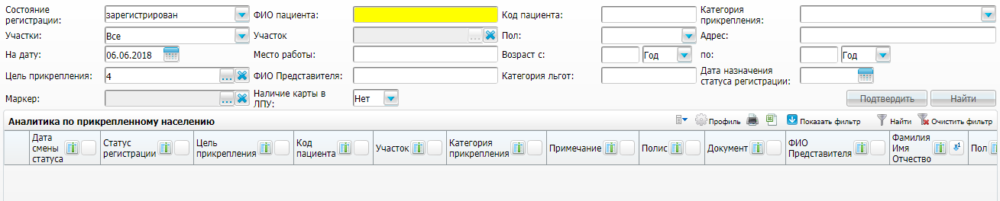 Состояние регистрации: зарегистрирован ФИО пациента: Код пациента: Категория прикрепления:
Участки: Все Участок ... Пол: Адрес:
На дату: 06.06.2018 Место работы: Возраст с: Год по: Год
Цель прикрепления: 4 ... ФИО Представителя: Категория льгот: Дата назначения статуса регистрации:
Маркер: ... Наличие карты в ЛПУ: Нет Подтвердить Найти
Аналитика по прикрепленному населению Профиль Показать фильтр Найти Очистить фильтр
Дата смены статуса Статус регистрации Цель прикрепления Код пациента Участок Категория прикрепления Примечание Полис Документ ФИО Представителя Фамилия Имя Отчество 1 Пол